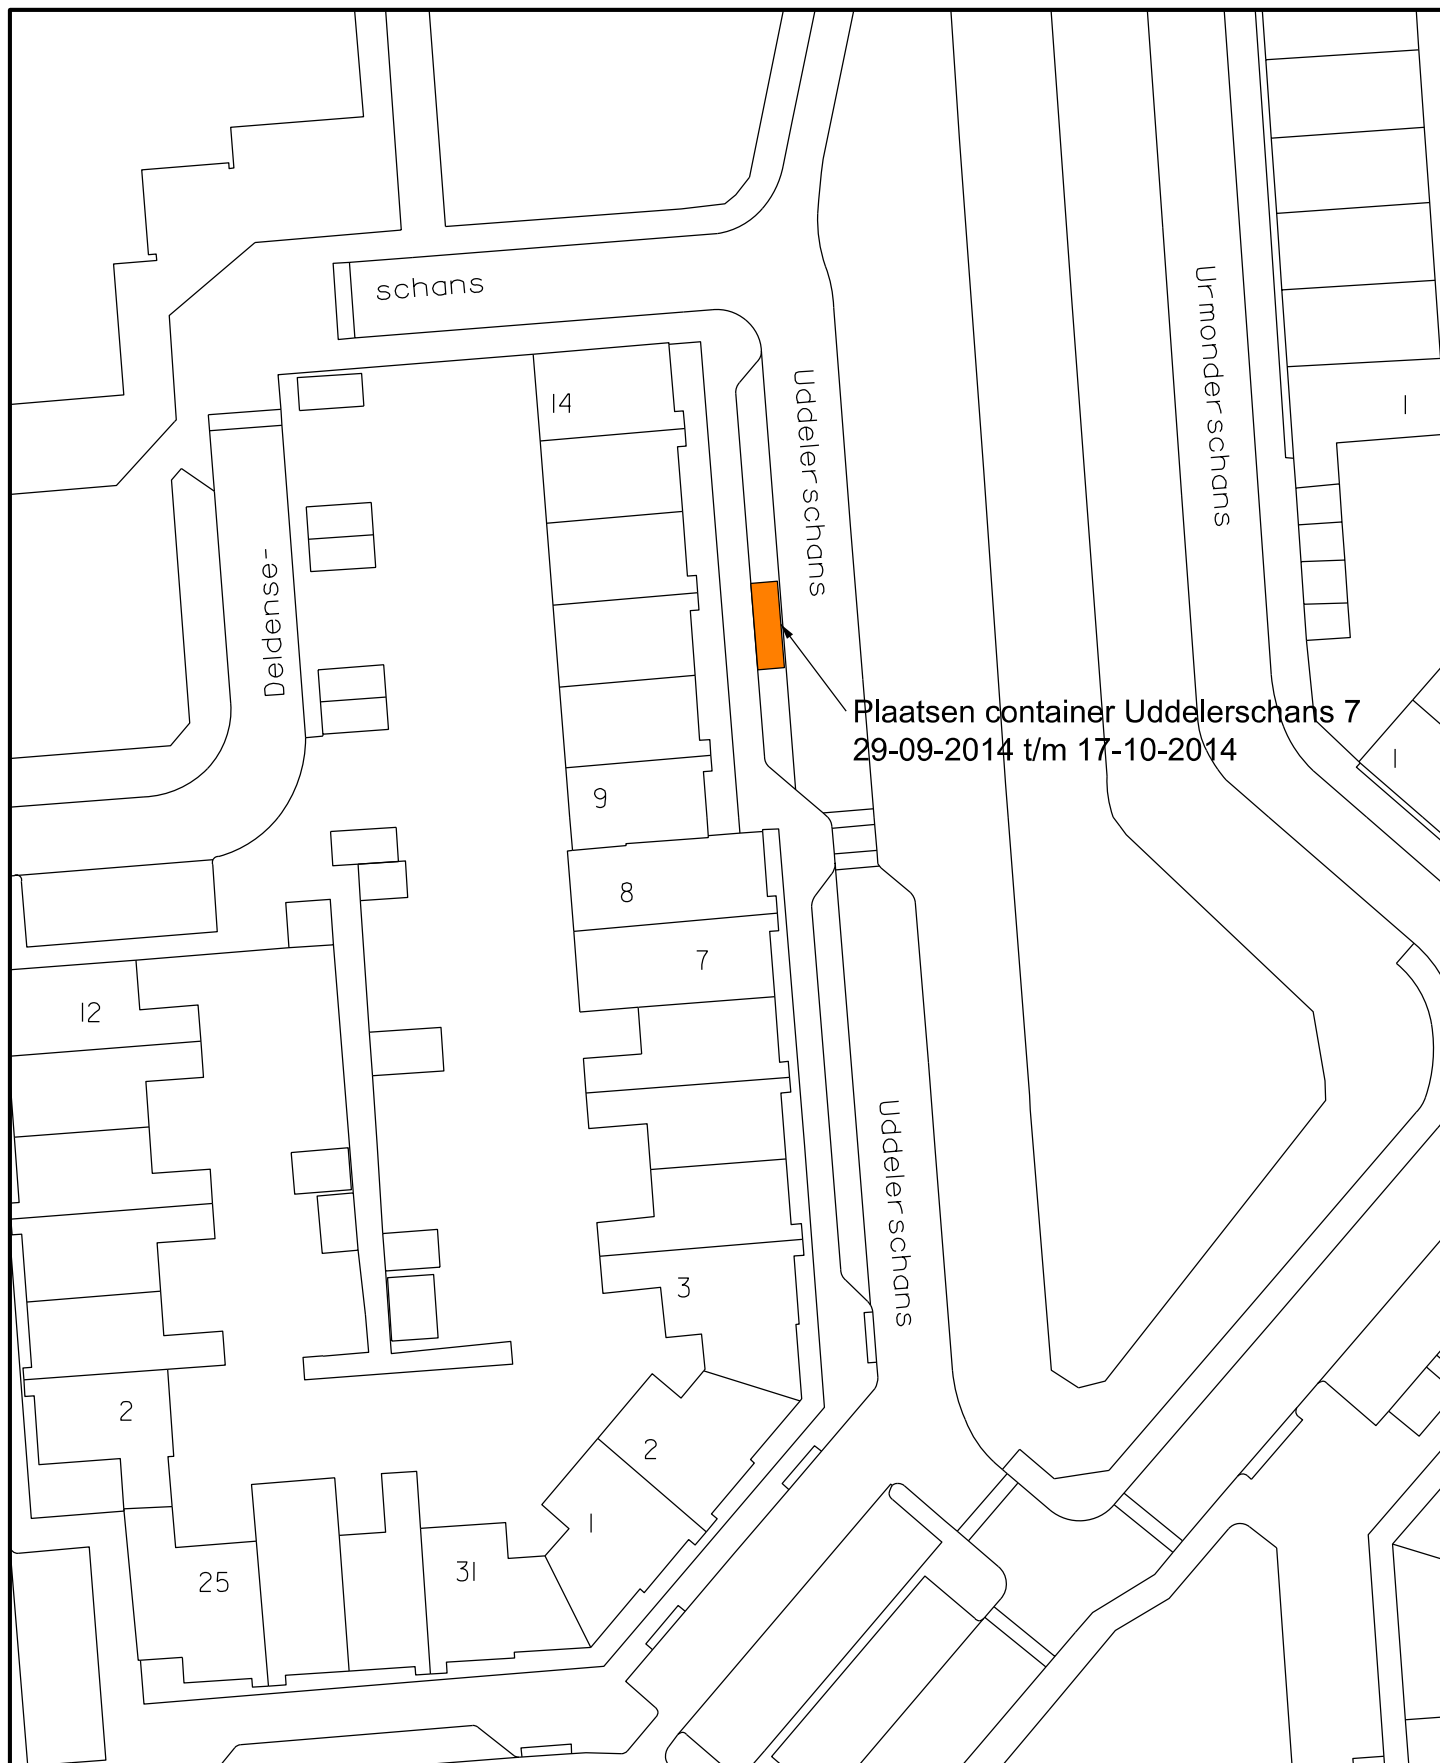 schans
Uddelerschans
Urmonderschans
14
1
Deldense-
Plaatsen container Uddelerschans 7
29-09-2014 t/m 17-10-2014
1
9
8
7
12
Uddelerschans
3
2
2
1
25
31